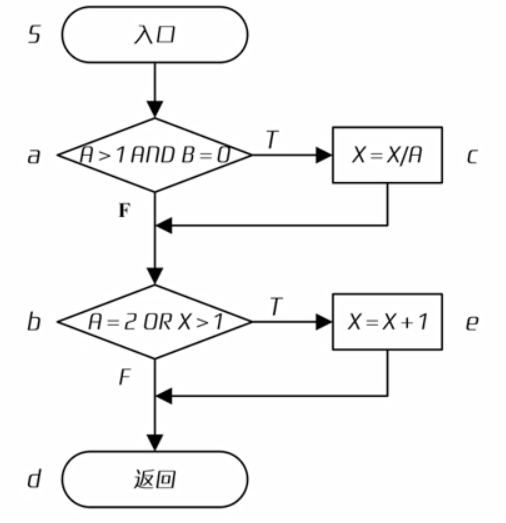 S 入口
a A>1 AND B=0 T X=X/A c
F
b A=2 OR X>1 T X=X+1 e
F
d 返回